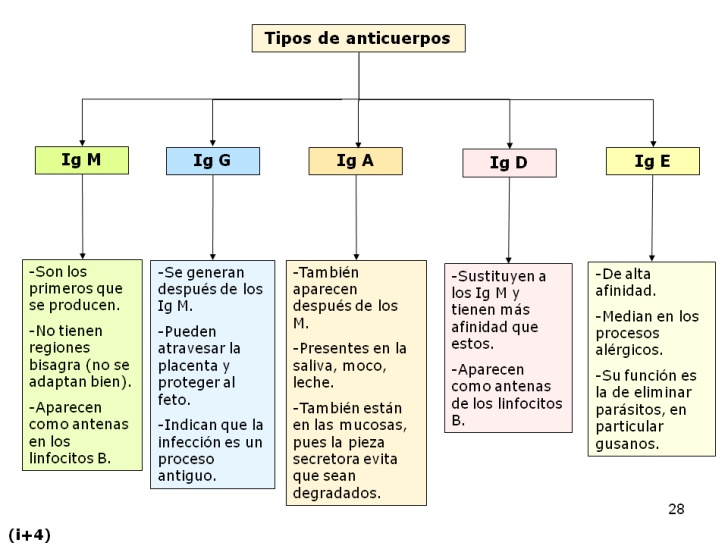 Tipos de anticuerpos
Ig M
Ig G
Ig A
Ig D
Ig E
-Son los
primeros que
se producen.
-No tienen
regiones
bisagra (no se
adaptan bien).
-Aparecen
como antenas
en los
linfocitos B.
-Se generan
después de los
Ig M.
-Pueden
atravesar la
placenta y
proteger al
feto.
-Indican que la
infección es un
proceso
antiguo.
-También
aparecen
después de los
M.
-Presentes en la
saliva, moco,
leche.
-También están
en las mucosas,
pues la pieza
secretora evita
que sean
degradados.
-Sustituyen a
los Ig M y
tienen más
afinidad que
estos.
-Aparecen
como antenas
de los linfocitos
B.
-De alta
afinidad.
-Median en los
procesos
alérgicos.
-Su función es
la de eliminar
parásitos, en
particular
gusanos.
28
(i+4)